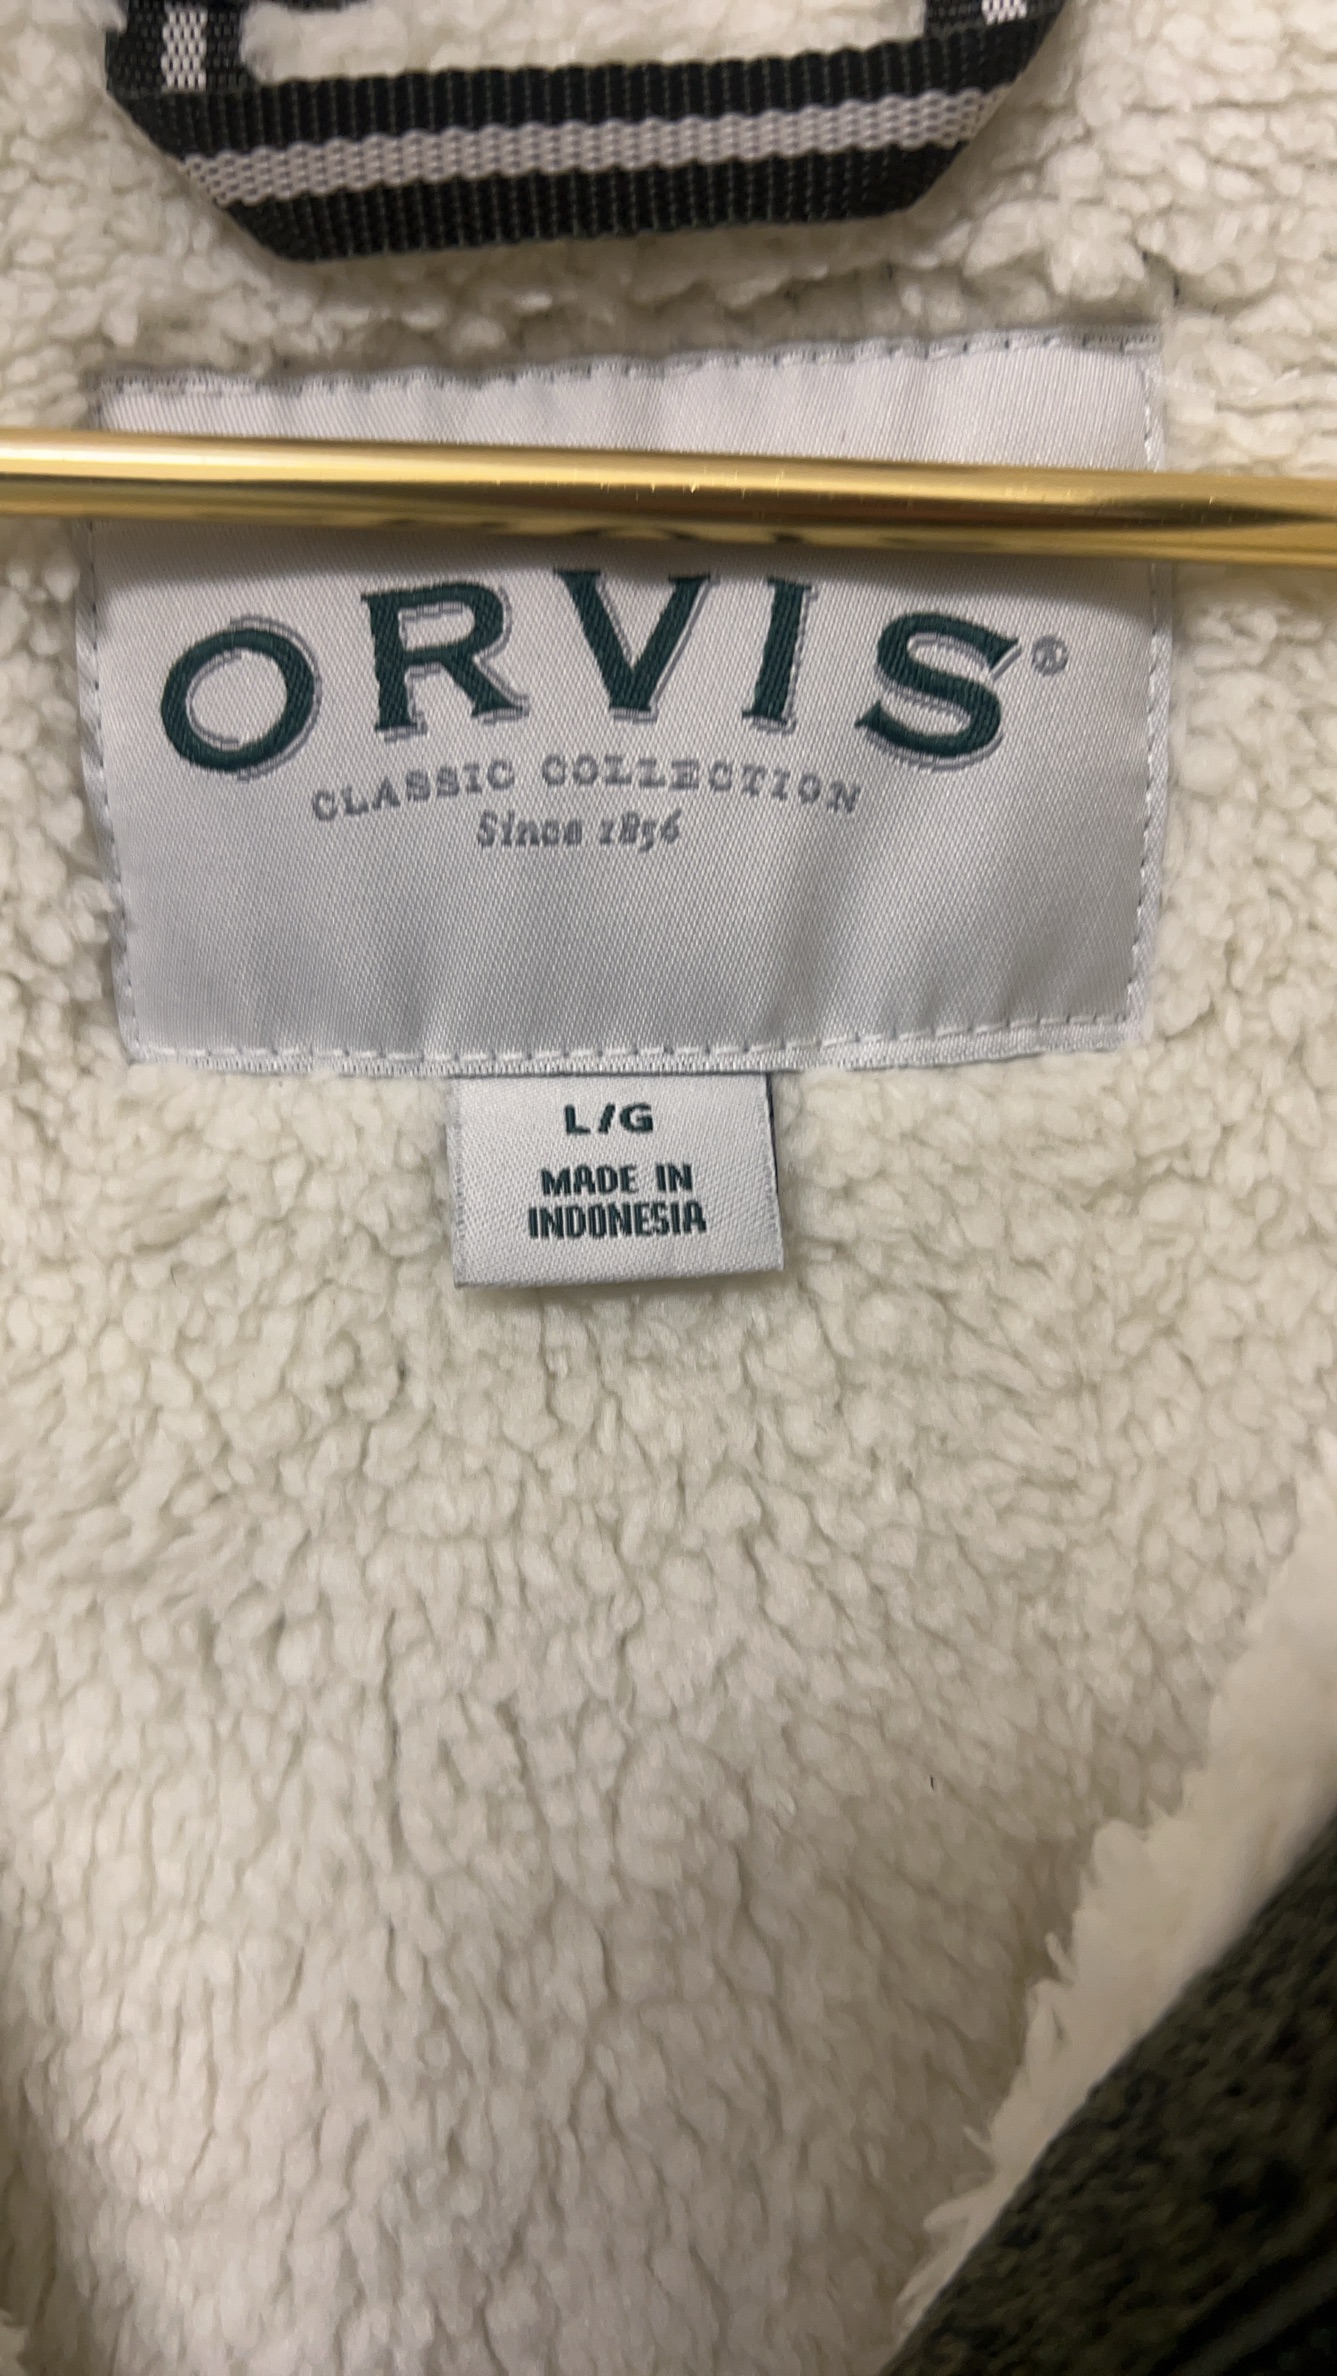 ORVIS®
CLASSIC COLLECTION
Since 1856
L/G
MADE IN
INDONESIA